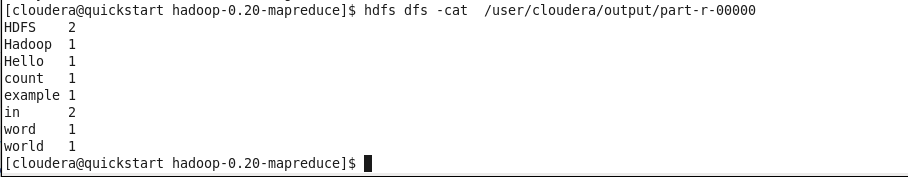 [cloudera@quickstart hadoop-0.20-mapreduce]$ hdfs dfs -cat  /user/cloudera/output/part-r-00000
HDFS    2
Hadoop  1
Hello   1
count   1
example 1
in      2
word    1
world   1
[cloudera@quickstart hadoop-0.20-mapreduce]$